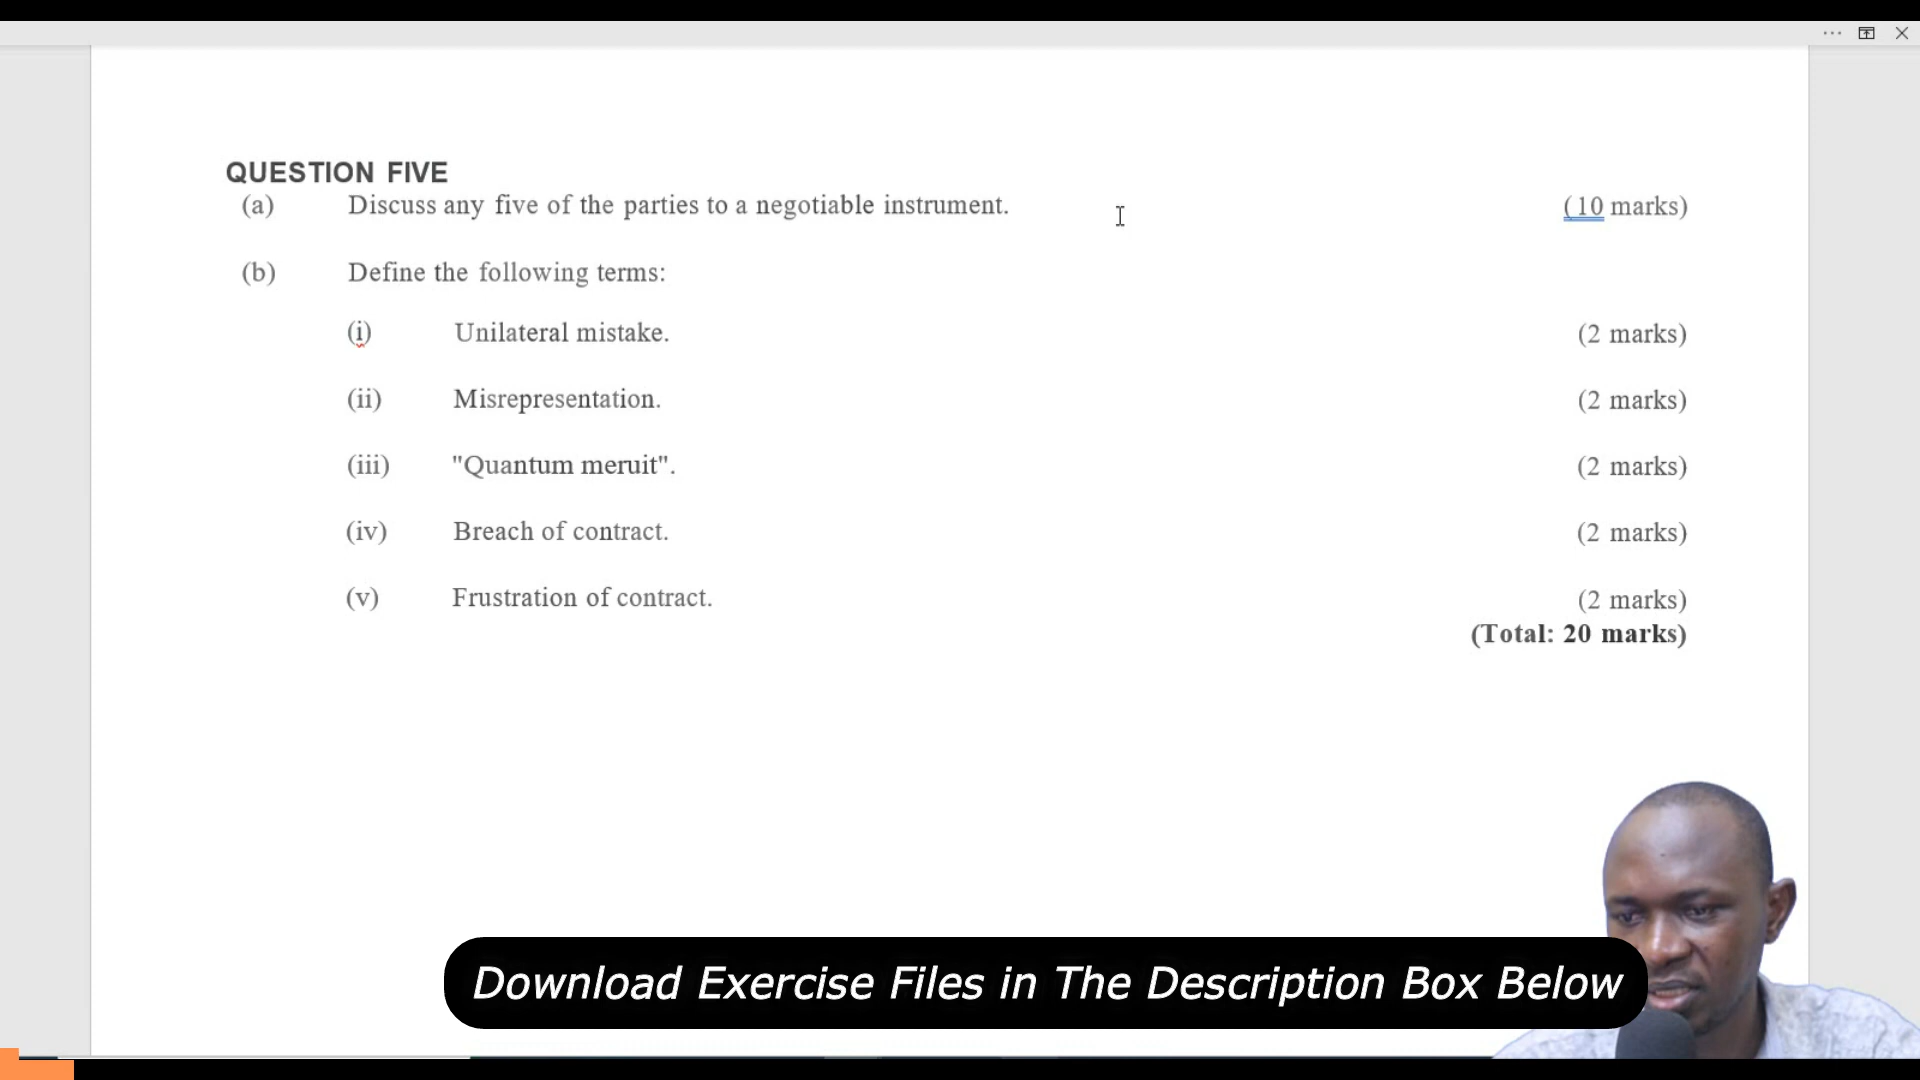 QUESTION FIVE
(a) Discuss any five of the parties to a negotiable instrument. ( 10 marks)
(b) Define the following terms:
(i) Unilateral mistake. (2 marks)
(ii) Misrepresentation. (2 marks)
(iii) "Quantum meruit". (2 marks)
(iv) Breach of contract. (2 marks)
(v) Frustration of contract. (2 marks)
(Total: 20 marks)
Download Exercise Files in The Description Box Below